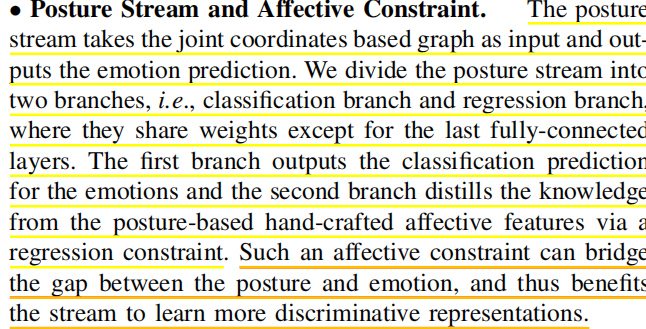 • Posture Stream and Affective Constraint. The posture
stream takes the joint coordinates based graph as input and out-
puts the emotion prediction. We divide the posture stream into
two branches, i.e., classification branch and regression branch,
where they share weights except for the last fully-connected
layers. The first branch outputs the classification prediction
for the emotions and the second branch distills the knowledge
from the posture-based hand-crafted affective features via a
regression constraint. Such an affective constraint can bridge
the gap between the posture and emotion, and thus benefits
the stream to learn more discriminative representations.